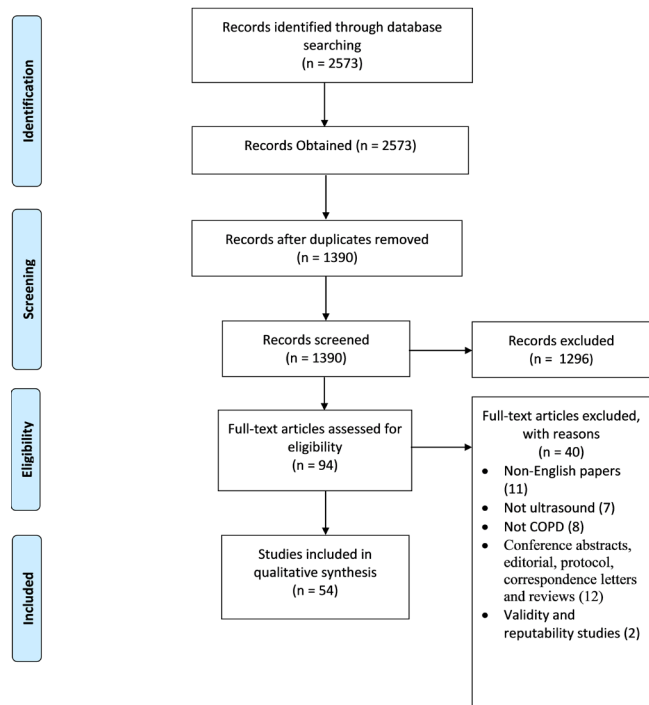 Identification
Records identified through database
searching
(n = 2573)
Records Obtained (n = 2573)
Screening
Records after duplicates removed
(n = 1390)
Records screened
(n = 1390)
Records excluded
(n = 1296)
Eligibility
Full-text articles assessed for
eligibility
(n = 94)
Full-text articles excluded,
with reasons
(n = 40)
• Non-English papers
(11)
• Not ultrasound (7)
• Not COPD (8)
• Conference abstracts,
editorial, protocol,
correspondence letters
and reviews (12)
• Validity and
reputability studies (2)
Included
Studies included in
qualitative synthesis
(n = 54)